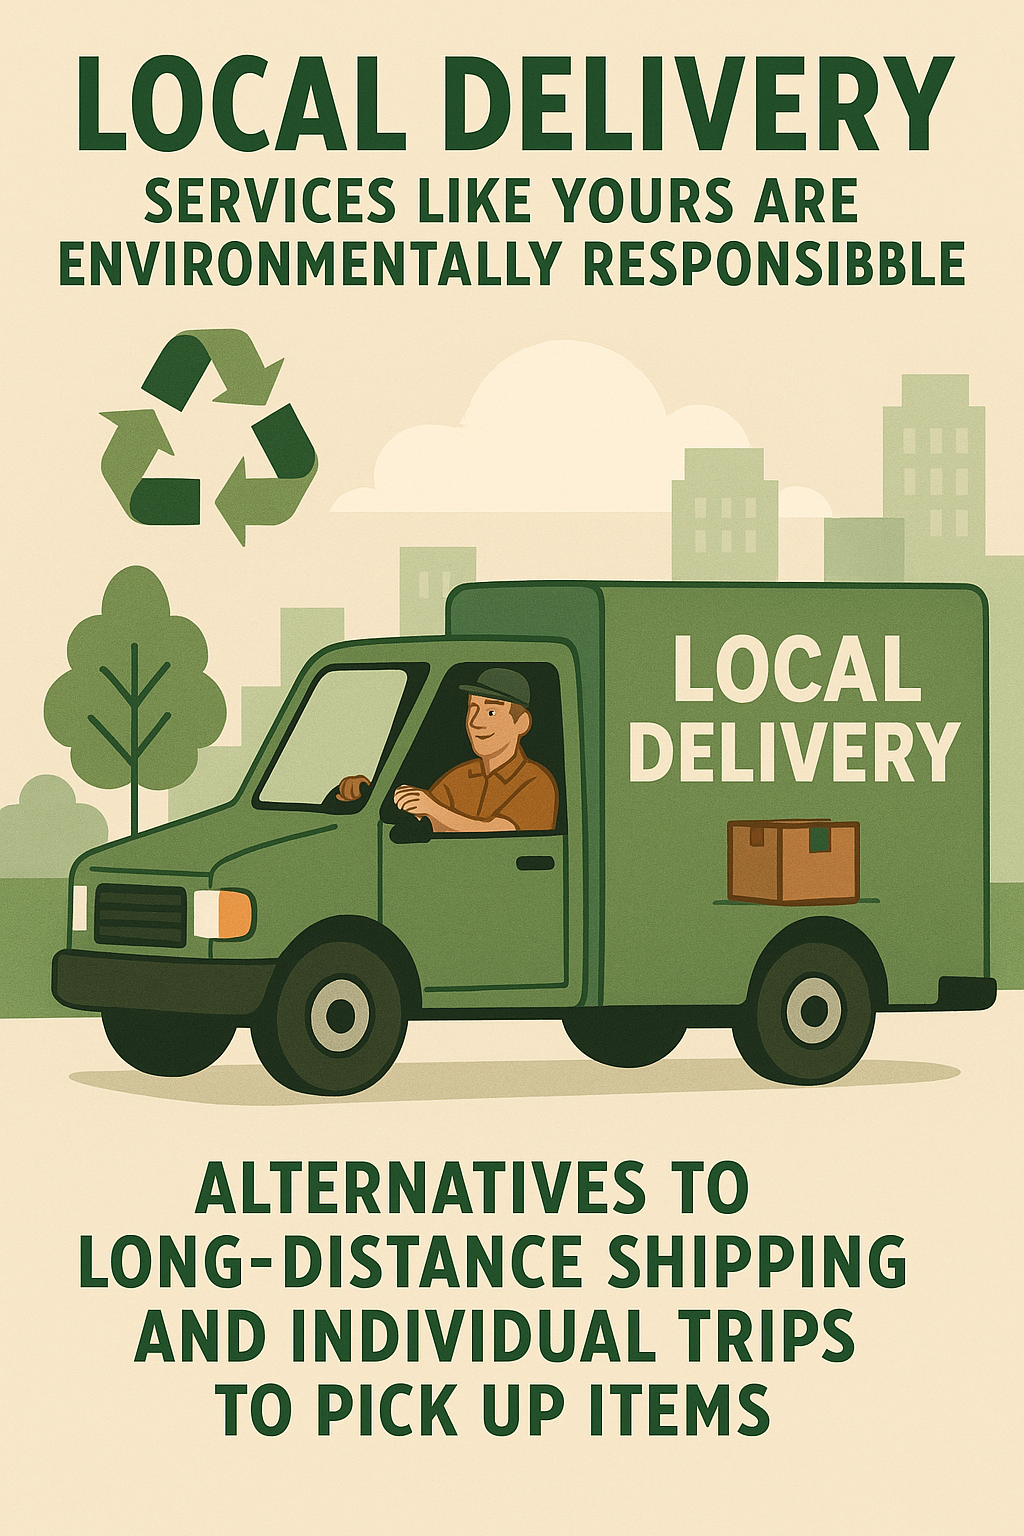 LOCAL DELIVERY
SERVICES LIKE YOURS ARE
ENVIRONMENTALLY RESPONSIBBLE
LOCAL
DELIVERY
ALTERNATIVES TO
LONG-DISTANCE SHIPPING
AND INDIVIDUAL TRIPS
TO PICK UP ITEMS